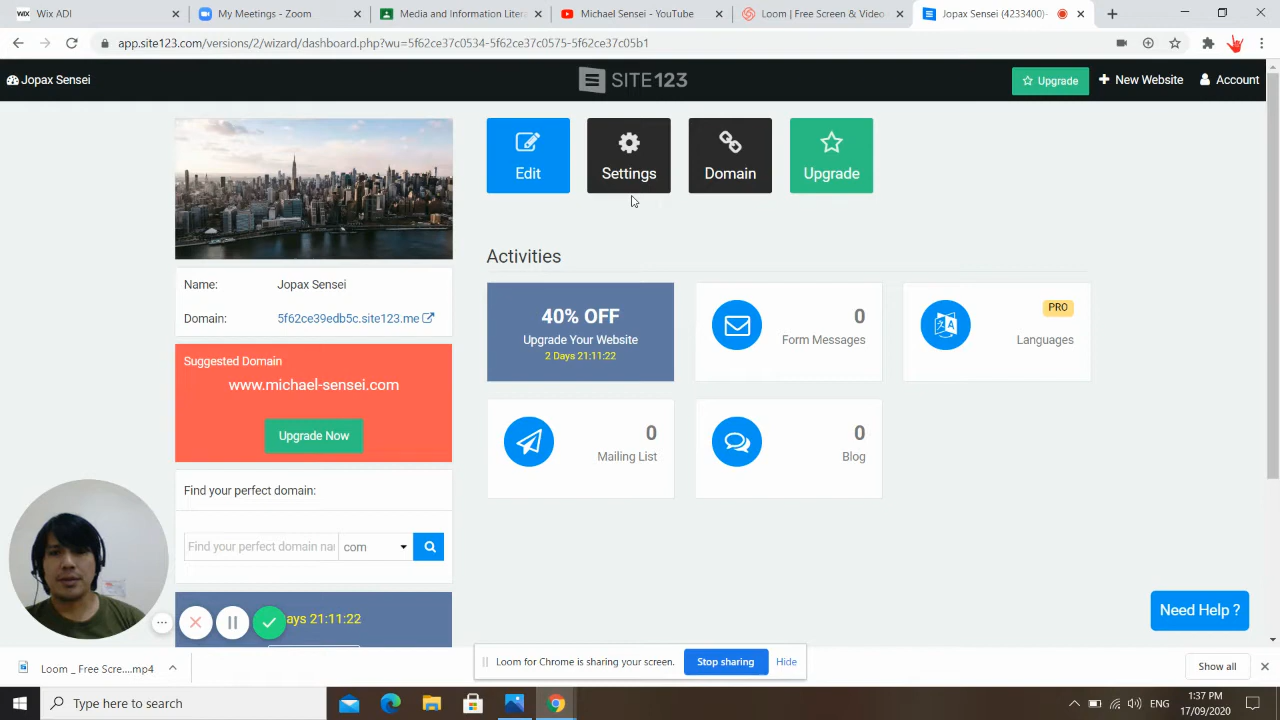 WIX Wix ADI
My Meetings - Zoom
Media and Information Litera
Michael Sensei - YouTube
Loom | Free Screen & Video
Jopax Sensei (4233400)
app.site123.com/versions/2/wizard/dashboard.php?wu=5f62ce37c0534-5f62ce37c0575-5f62ce37c05b1
Jopax Sensei
SITE123
Upgrade
New Website
Account
Edit
Settings
Domain
Upgrade
Activities
Name: Jopax Sensei
Domain: 5f62ce39edb5c.site123.me
40% OFF
Upgrade Your Website
2 Days 21:11:22
0
Form Messages
PRO
Languages
Suggested Domain
www.michael-sensei.com
Upgrade Now
0
Mailing List
0
Blog
Find your perfect domain:
Find your perfect domain nai
com
ays 21:11:22
Need Help ?
Loom for Chrome is sharing your screen.
Stop sharing
Hide
Loom _ Free Scre....mp4
Show all
Type here to search
ENG
1:37 PM
17/09/2020